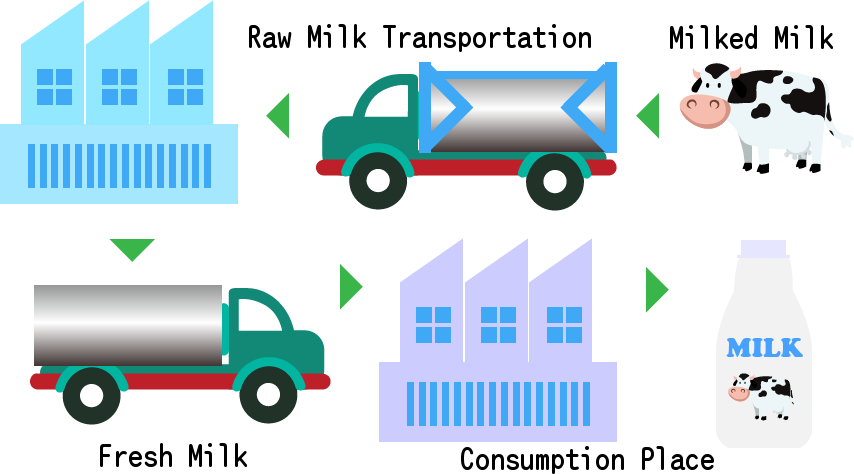 Raw Milk Transportation
Milked Milk
MILK
Fresh Milk
Consumption Place